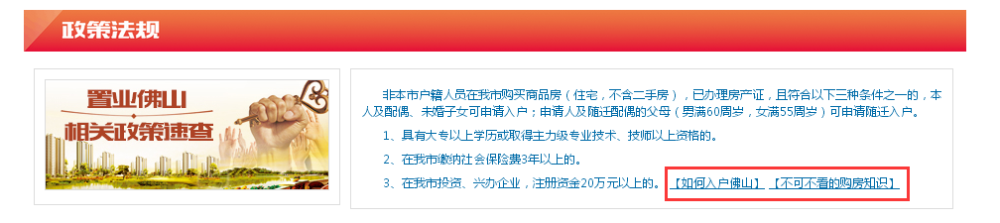 政策法规
置业佛山
相关政策速查
非本市户籍人员在我市购买商品房（住宅，不含二手房），已办理房产证，且符合以下三种条件之一的，本
人及配偶、未婚子女可申请入户；申请人及随迁配偶的父母（男满60周岁，女满55周岁）可申请随迁入户。
1、具有大专以上学历或取得主力级专业技术、技师以上资格的。
2、在我市缴纳社会保险费3年以上的。
3、在我市投资、兴办企业，注册资金20万元以上的。【如何入户佛山】 【不可不看的购房知识】